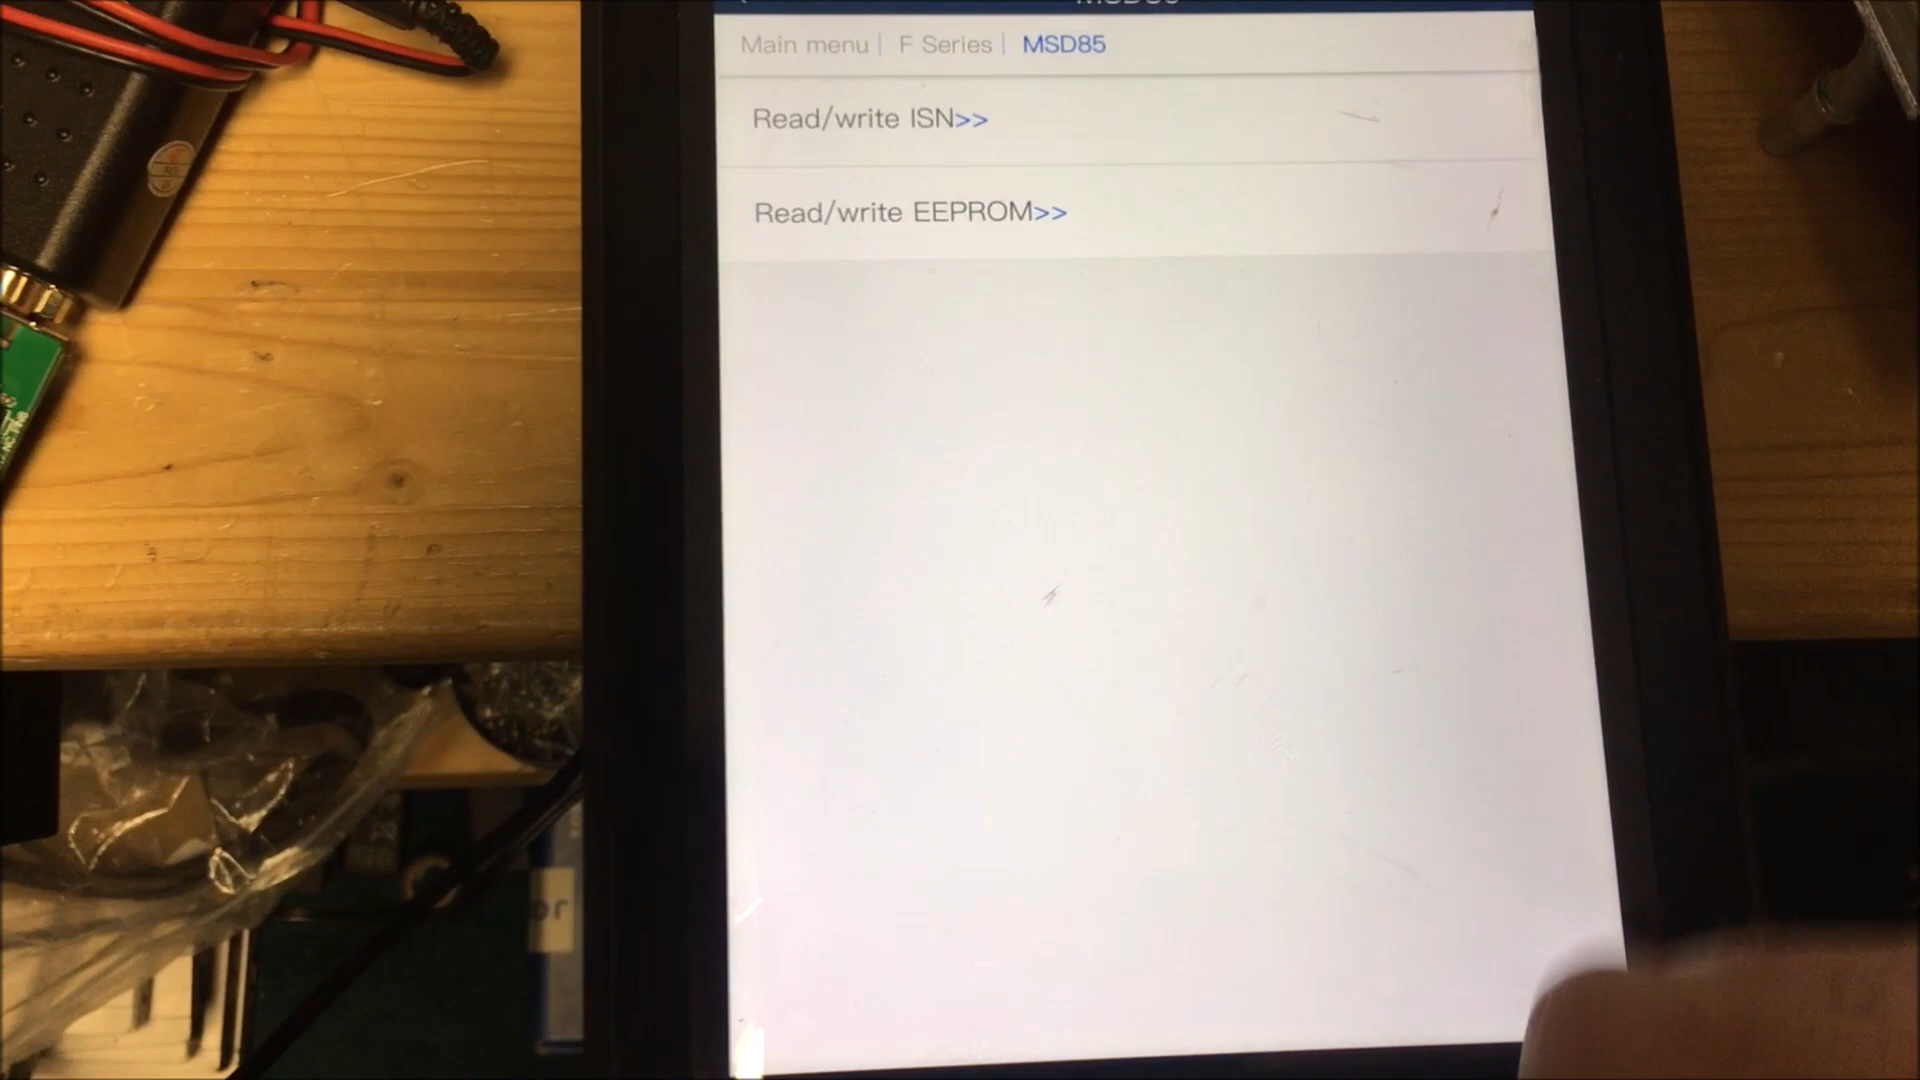 Main menu | F Series | MSD85
Read/write ISN>>
Read/write EEPROM>>